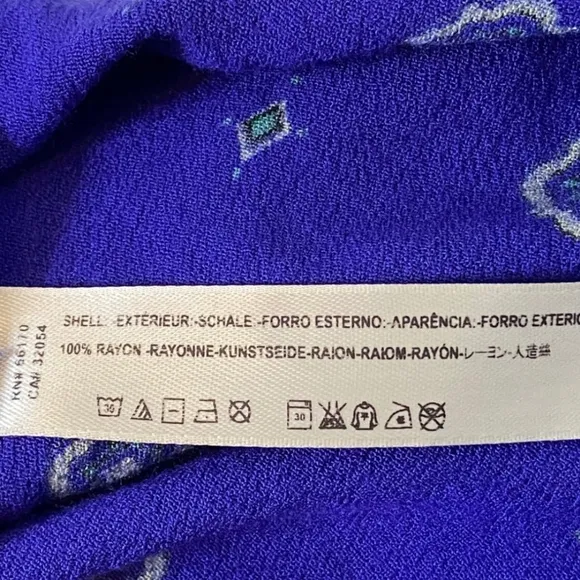 SHELL:-EXTÉRIEUR:-SCHALE:-FORRO ESTERNO:-APARÊNCIA:-FORRO EXTERIO
100% RAYON-RAYONNE-KUNSTSEIDE-RAION-RAIOM-RAYÓN-レーヨン-人造絲
30 30
RN# 66170
CA# 32054